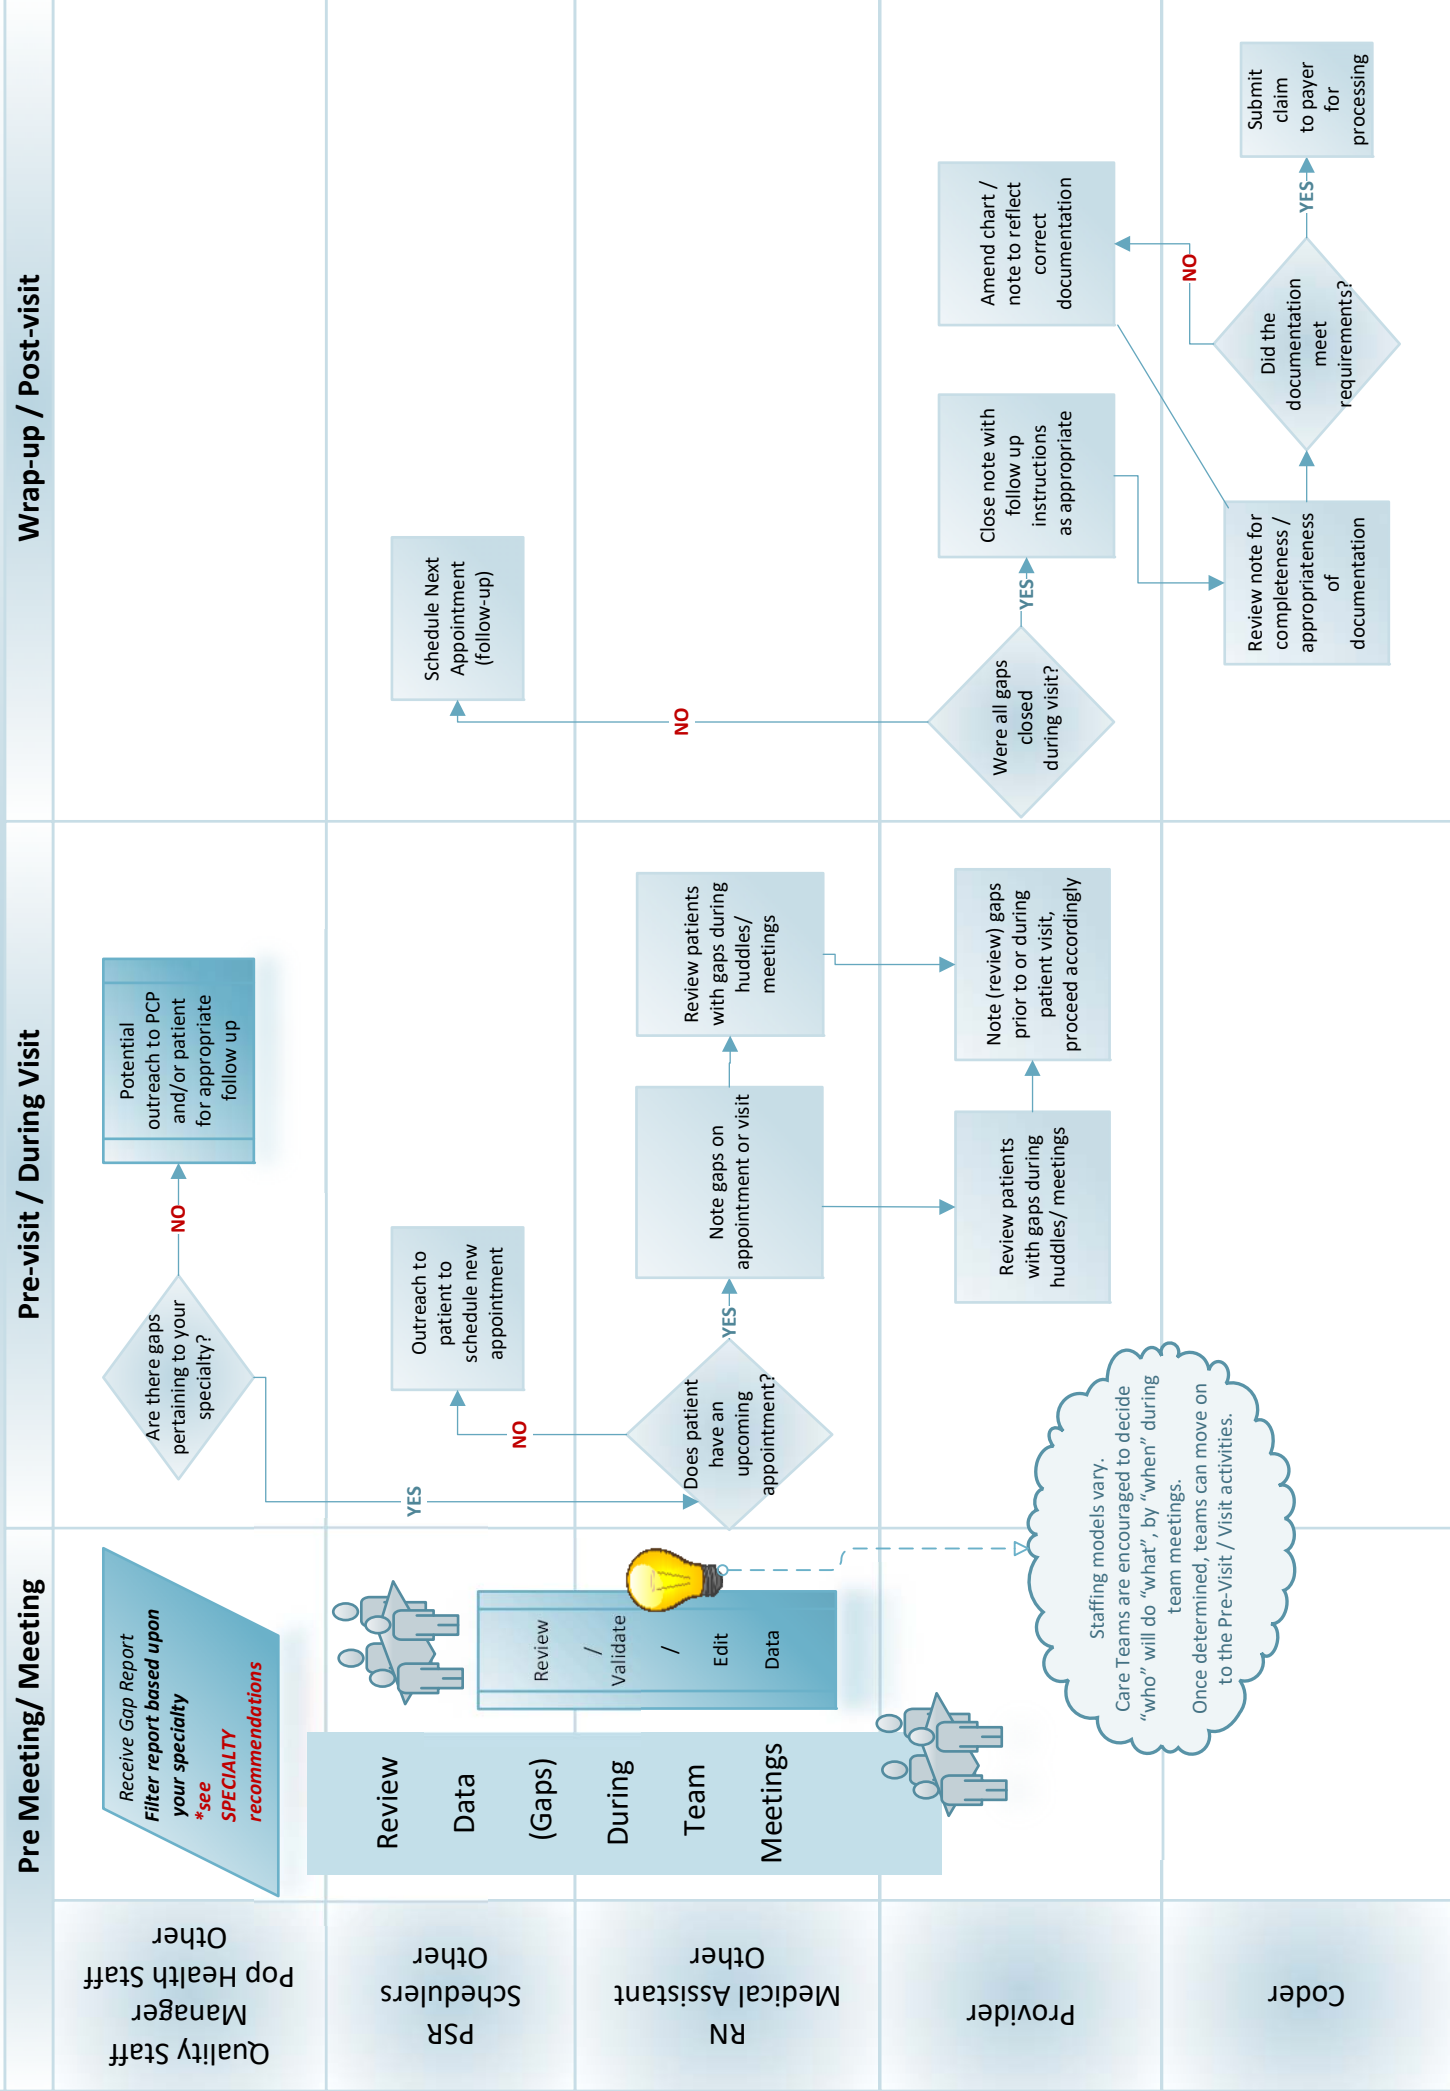 Pre Meeting/ Meeting
Pre-visit / During Visit
Wrap-up / Post-visit
Quality Staff
Manager
Pop Health Staff
Other
Receive Gap Report
Filter report based upon
your specialty
*see
SPECIALTY
recommendations
Are there gaps
pertaining to your
specialty?
NO
Potential
outreach to PCP
and/or patient
for appropriate
follow up
YES
PSR
Schedulers
Other
Review
Data
(Gaps)
During
Team
Meetings
Review
/
Validate
/
Edit
Data
Outreach to
patient to
schedule new
appointment
NO
Schedule Next
Appointment
(follow-up)
RN
Medical Assistant
Other
Does patient
have an
upcoming
appointment?
YES
Note gaps on
appointment or visit
Review patients
with gaps during
huddles/
meetings
NO
Provider
Staffing models vary.
Care Teams are encouraged to decide
“who” will do “what”, by “when” during
team meetings.
Once determined, teams can move on
to the Pre-Visit / Visit activities.
Review patients
with gaps during
huddles/ meetings
Note (review) gaps
prior to or during
patient visit,
proceed accordingly
Were all gaps
closed
during visit?
YES
Close note with
follow up
instructions
as appropriate
Amend chart /
note to reflect
correct
documentation
Coder
Review note for
completeness /
appropriateness
of
documentation
Did the
documentation
meet
requirements?
NO
YES
Submit
claim
to payer
for
processing